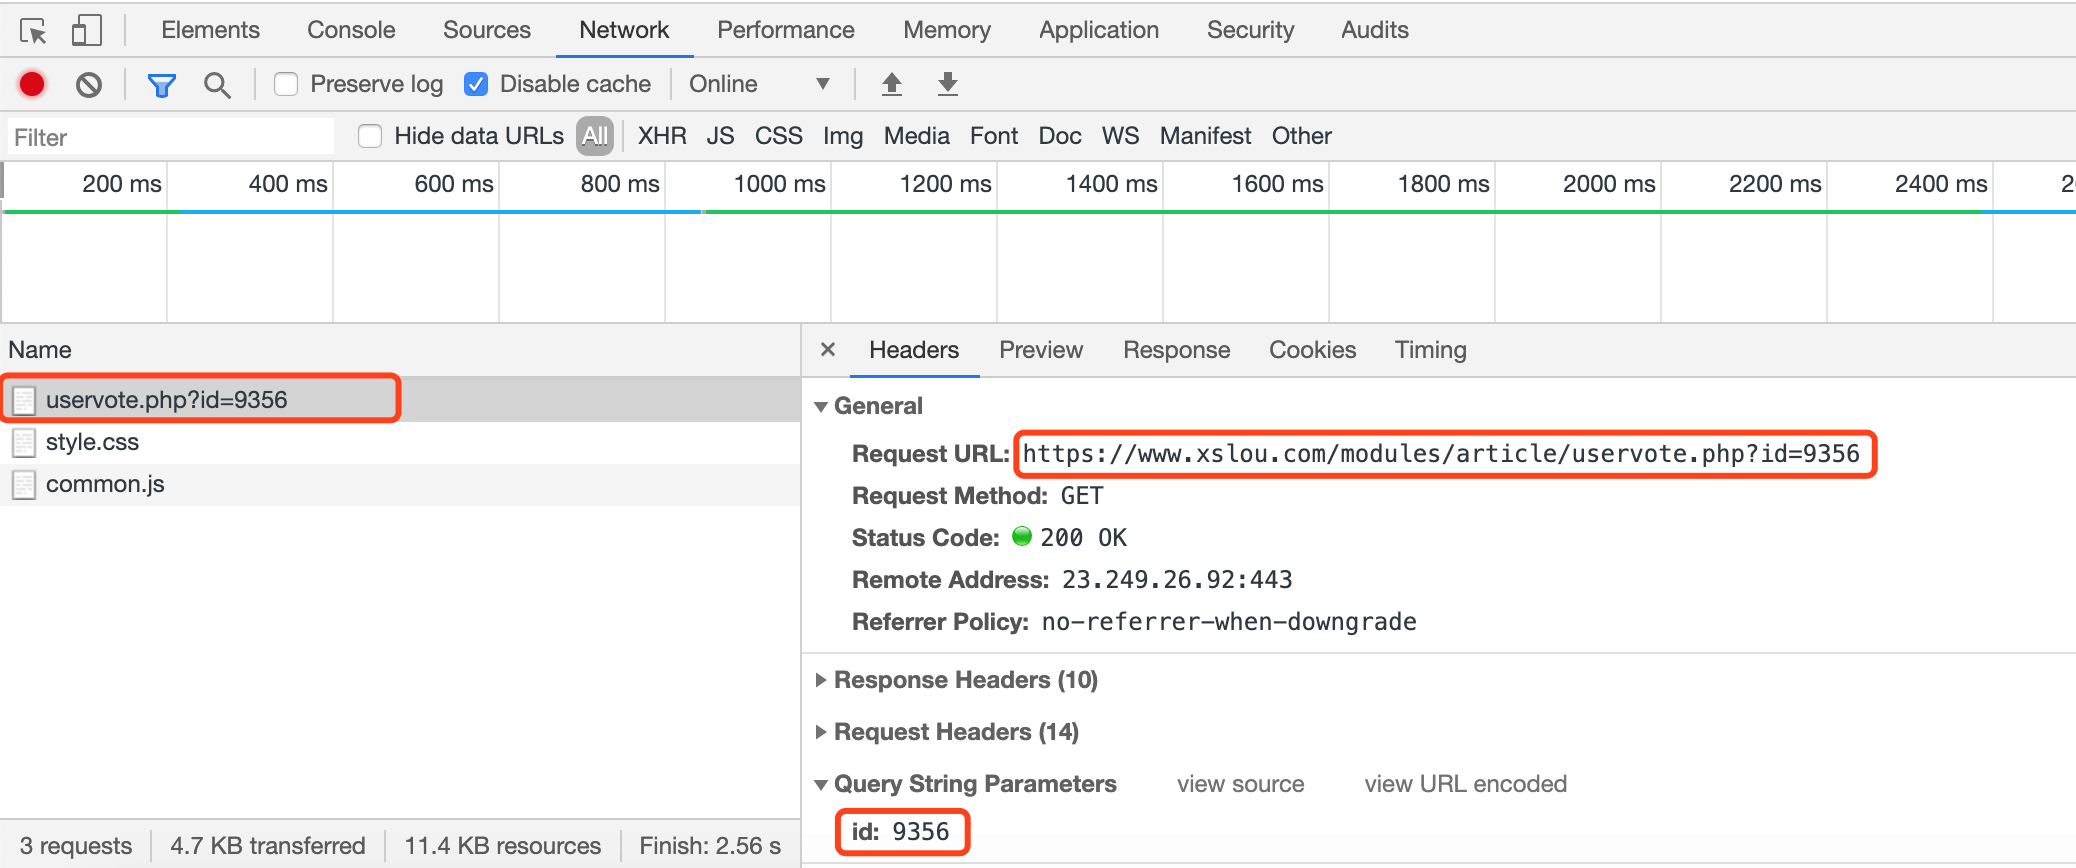 Elements Console Sources Network Performance Memory Application Security Audits
Preserve log Disable cache Online
Filter Hide data URLs All XHR JS CSS Img Media Font Doc WS Manifest Other
200 ms 400 ms 600 ms 800 ms 1000 ms 1200 ms 1400 ms 1600 ms 1800 ms 2000 ms 2200 ms 2400 ms
Name
uservote.php?id=9356
style.css
common.js
3 requests 4.7 KB transferred 11.4 KB resources Finish: 2.56 s
× Headers Preview Response Cookies Timing
General
Request URL: https://www.xslou.com/modules/article/uservote.php?id=9356
Request Method: GET
Status Code: 200 OK
Remote Address: 23.249.26.92:443
Referrer Policy: no-referrer-when-downgrade
Response Headers (10)
Request Headers (14)
Query String Parameters view source view URL encoded
id: 9356